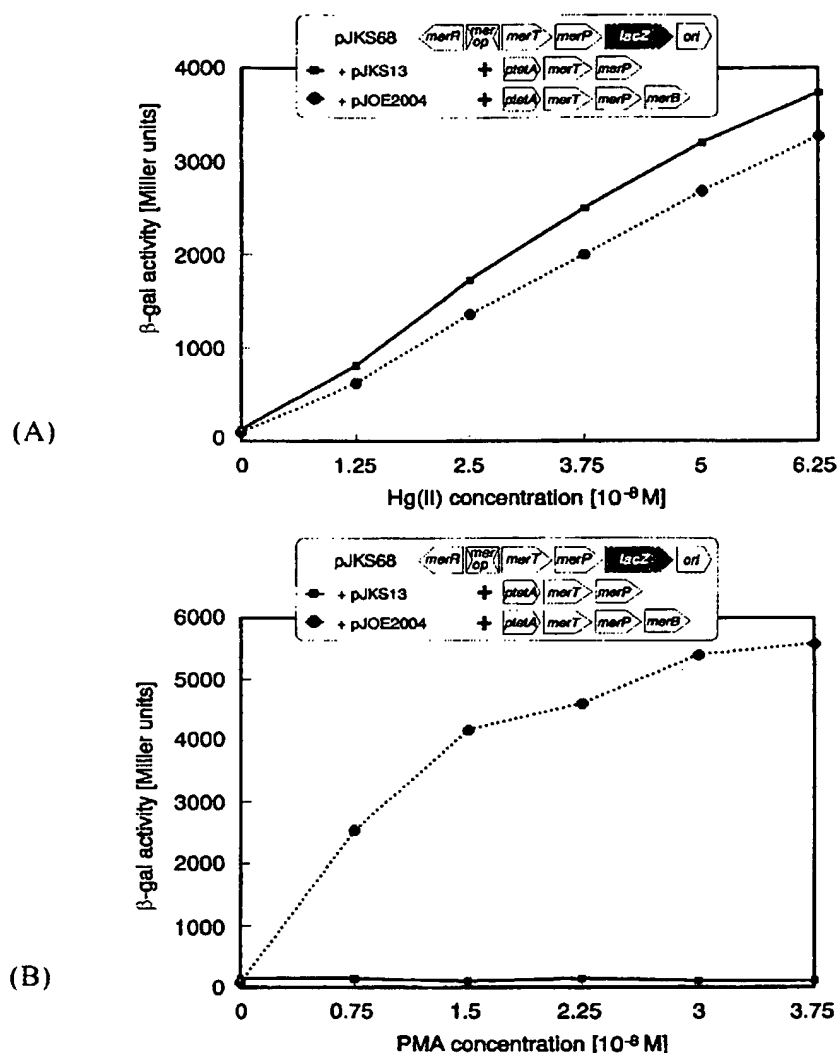 pJKS68 merR mer op merT merP lacZ ori
+ pJKS13 + ptetA merT merP
+ pJOE2004 + ptetA merT merP merB
4000
3000
2000
1000
0
β-gal activity [Miller units]
(A)
0 1.25 2.5 3.75 5 6.25
Hg(II) concentration [10⁻⁸ M]
pJKS68 merR mer op merT merP lacZ ori
+ pJKS13 + ptetA merT merP
+ pJOE2004 + ptetA merT merP merB
6000
5000
4000
3000
2000
1000
0
β-gal activity [Miller units]
(B)
0 0.75 1.5 2.25 3 3.75
PMA concentration [10⁻⁸ M]